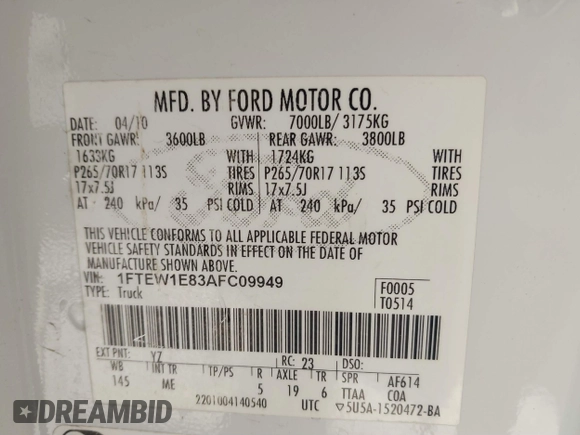 MFD. BY FORD MOTOR CO.
DATE: 04/10 GVWR: 7000LB/ 3175KG
FRONT GAWR: 3600LB REAR GAWR: 3800LB
1633KG WITH 1724KG WITH
P265/70R17 113S TIRES P265/70R17 113S TIRES
17x7.5J RIMS 17x7.5J RIMS
AT 240 kPa/ 35 PSI COLD AT 240 kPa/ 35 PSI COLD
THIS VEHICLE CONFORMS TO ALL APPLICABLE FEDERAL MOTOR
VEHICLE SAFETY STANDARDS IN EFFECT ON THE DATE OF
MANUFACTURE SHOWN ABOVE.
VIN: 1FTEW1E83AFC09949 F0005
TYPE: Truck T0514
EXT PNT: YZ RC: 23 DSO:
WB INT TR TP/PS R AXLE TR SPR AF614
145 ME 5 19 6 TTAA COA
2201004140540 UTC ▽5U5A-1520472-BA
DREAMBID